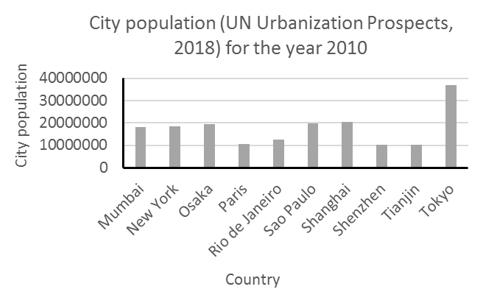 City population (UN Urbanization Prospects,
2018) for the year 2010
City population
40000000
30000000
20000000
10000000
0
Mumbai
New York
Osaka
Paris
Rio de Janeiro
Sao Paulo
Shanghai
Shenzhen
Tianjin
Tokyo
Country